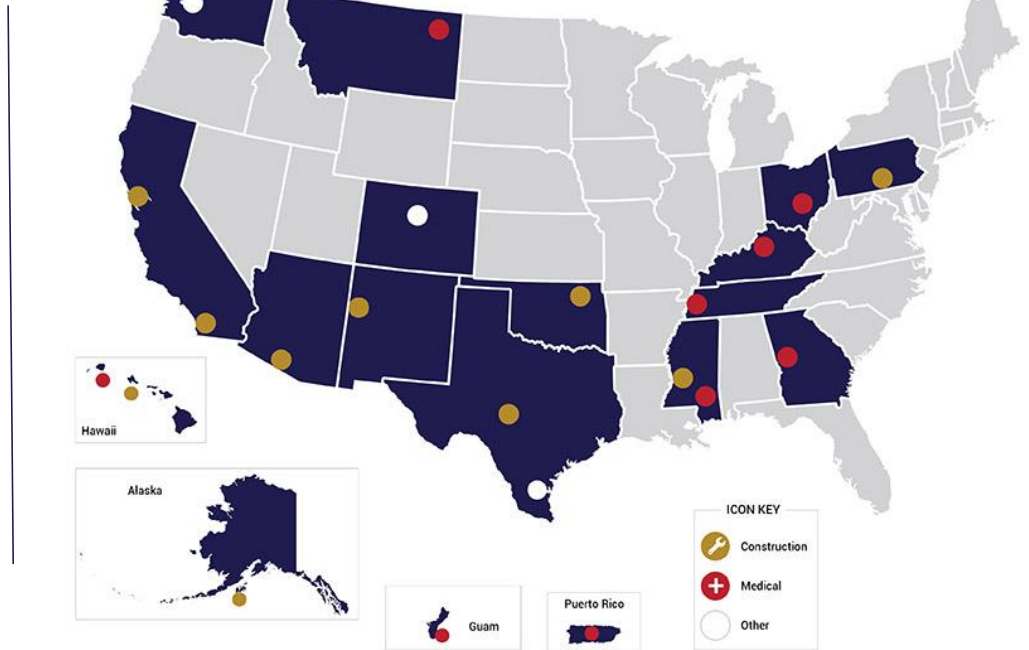 Hawaii
Alaska
Guam
Puerto Rico
ICON KEY
Construction
Medical
Other